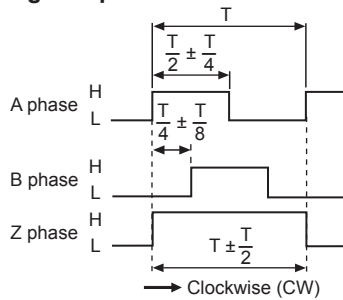 T
T/2 ± T/4
A phase H
L
T/4 ± T/8
B phase H
L
Z phase H
L
T ± T/2
Clockwise (CW)